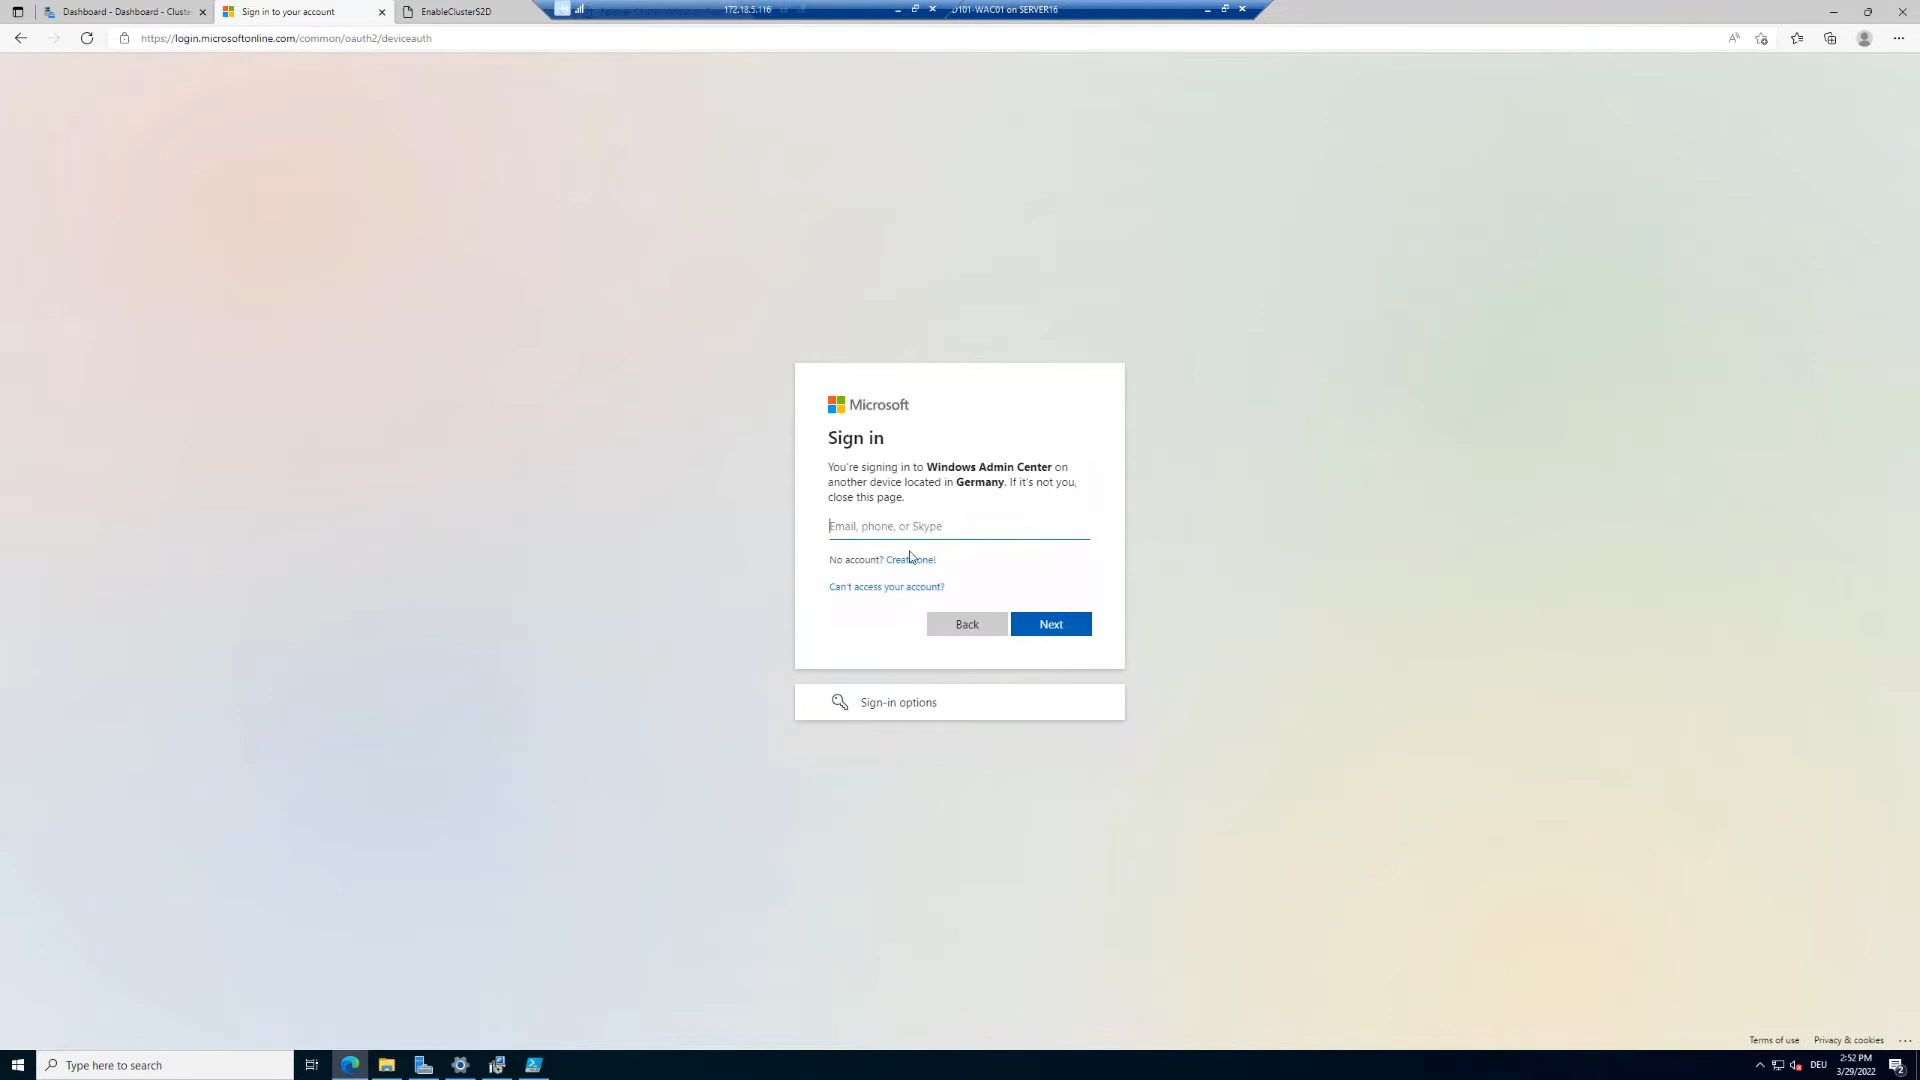 Dashboard - Dashboard - Cluste
Sign in to your account
EnableClusterS2D
172.18.5.116
D101-WAC01 on SERVER16
https://login.microsoftonline.com/common/oauth2/deviceauth
Microsoft
Sign in
You're signing in to Windows Admin Center on
another device located in Germany. If it's not you,
close this page.
Email, phone, or Skype
No account? Create one!
Can't access your account?
Back
Next
Sign-in options
Terms of use
Privacy & cookies
...
Type here to search
DEU
2:52 PM
3/29/2022
2